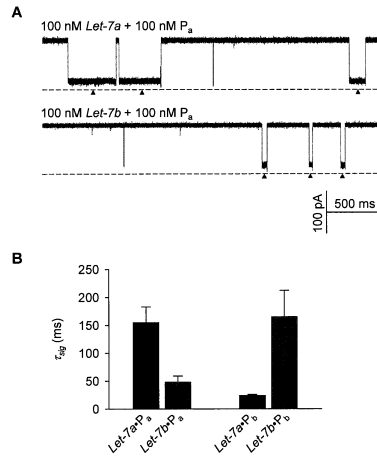 A
100 nM Let-7a + 100 nM Pa
100 nM Let-7b + 100 nM Pa
100 pA
500 ms
B
τsig (ms)
250
200
150
100
50
0
Let-7a•Pa
Let-7b•Pa
Let-7a•Pb
Let-7b•Pb